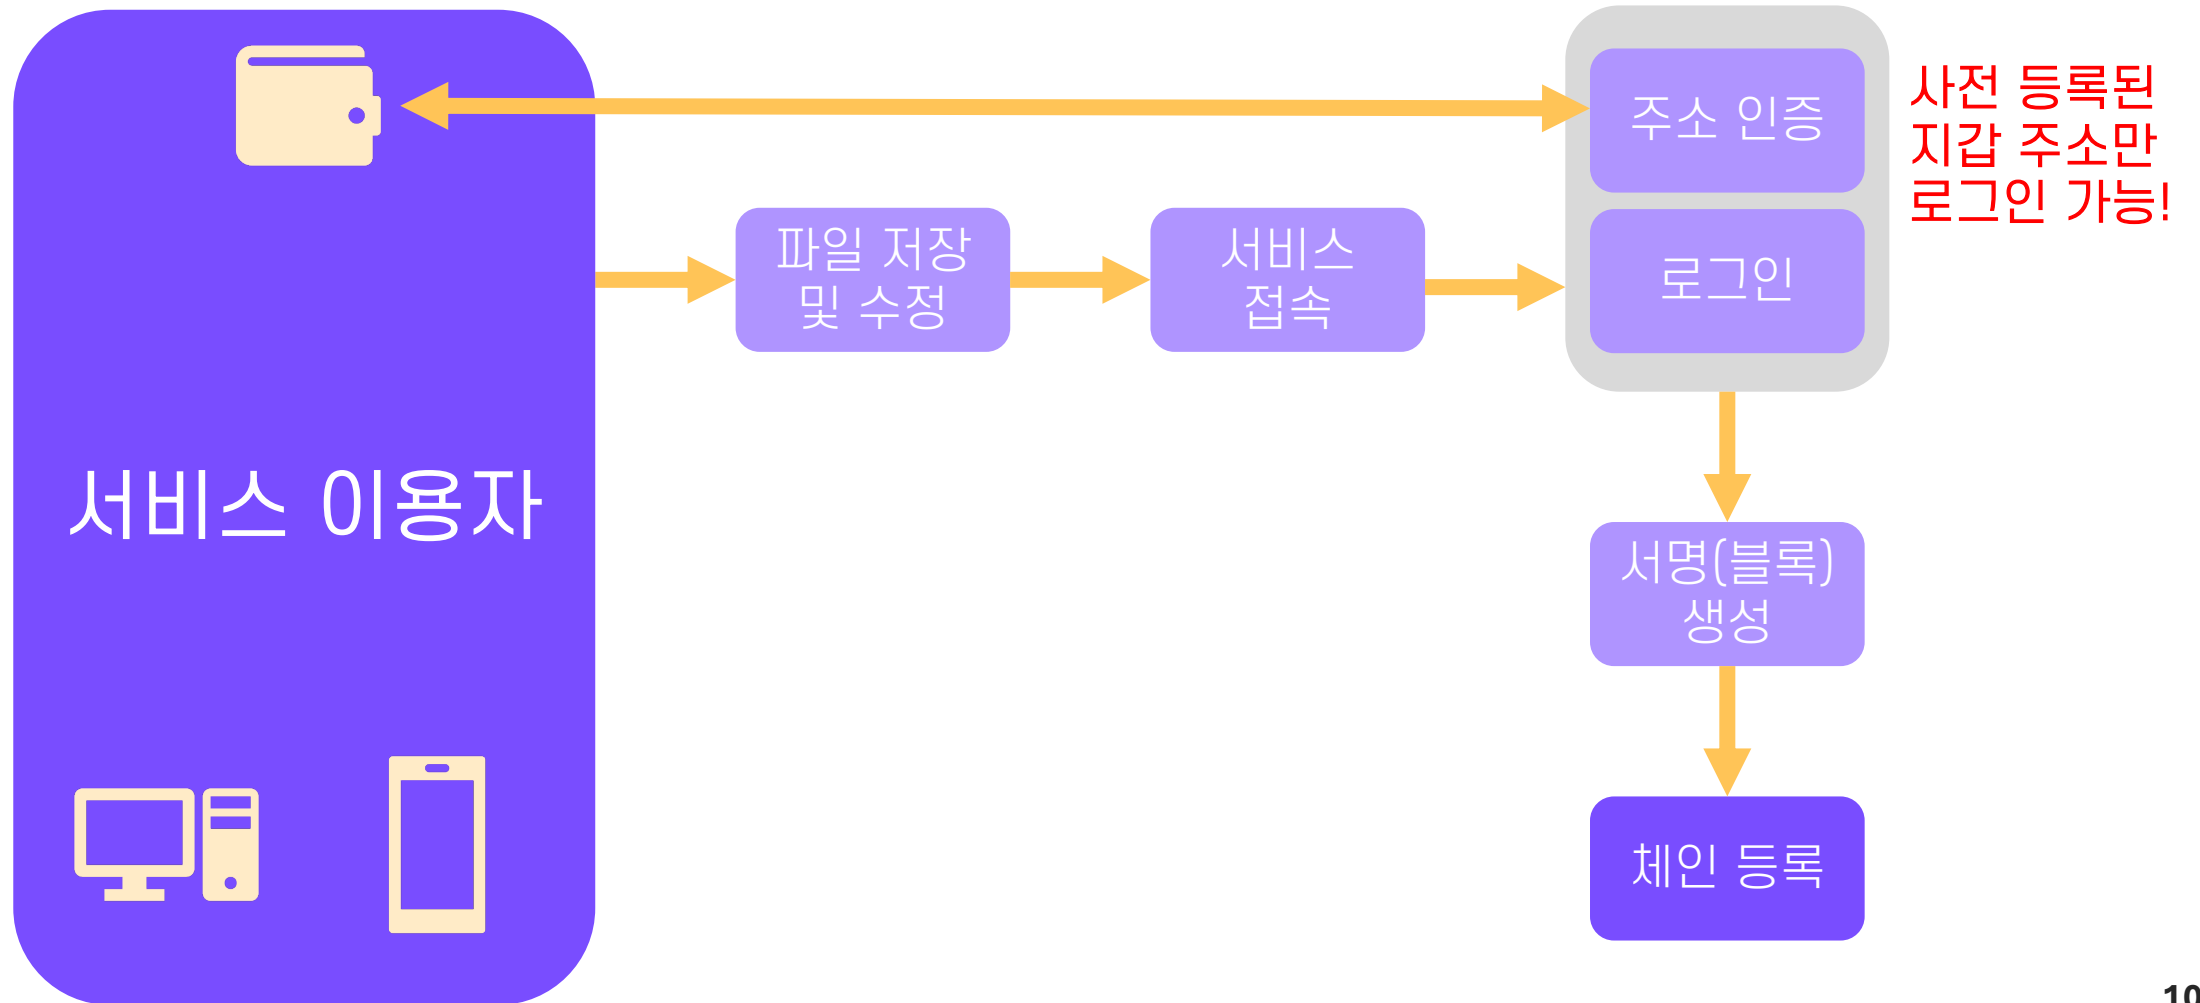 서비스 이용자
파일 저장
및 수정
서비스
접속
주소 인증
로그인
사전 등록된
지갑 주소만
로그인 가능!
서명(블록)
생성
체인 등록
10